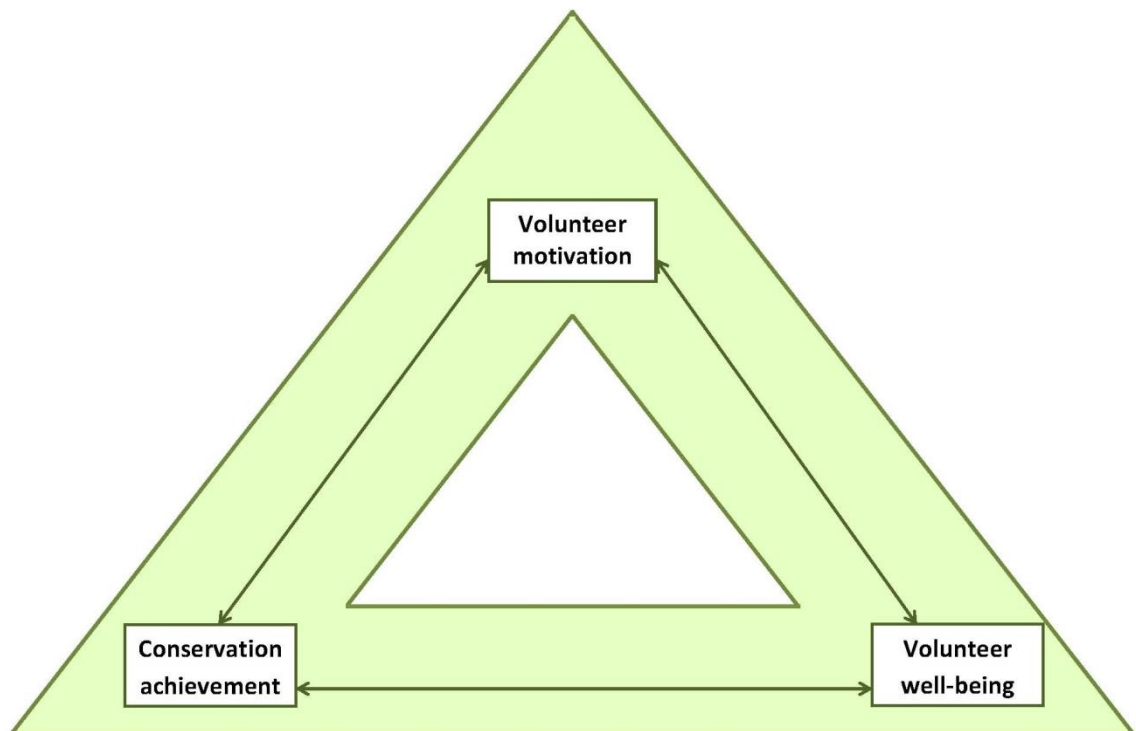 Volunteer
motivation
Conservation
achievement
Volunteer
well-being